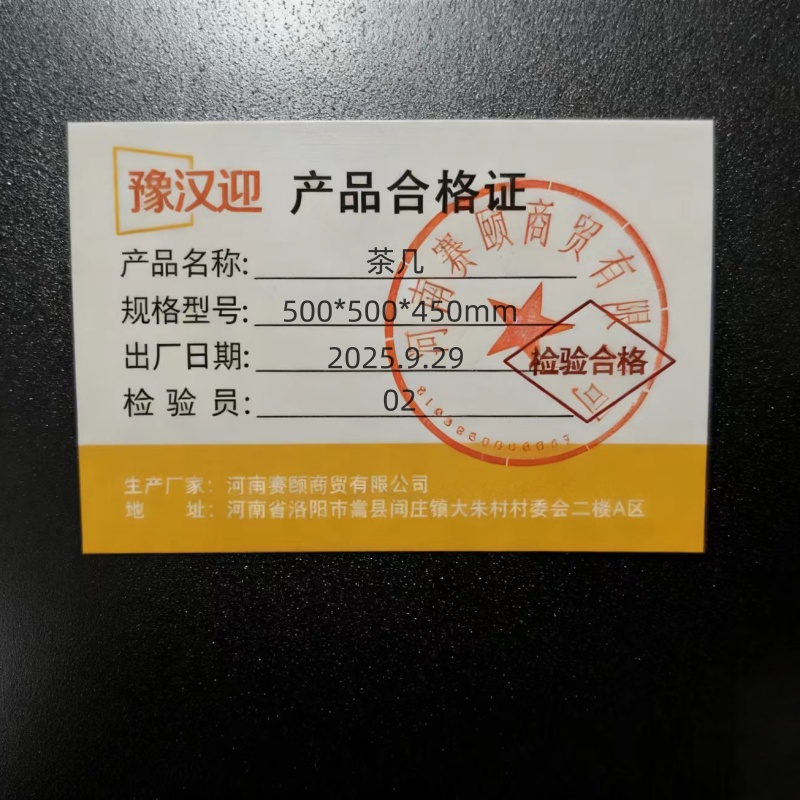 豫汉迎 产品合格证
产品名称: 茶几
规格型号: 500*500*450mm
出厂日期: 2025.9.29
检 验 员: 02
河南赛颐商贸有限公司
检验合格
生产厂家：河南赛颐商贸有限公司
地 址：河南省洛阳市嵩县闫庄镇大朱村村委会二楼A区